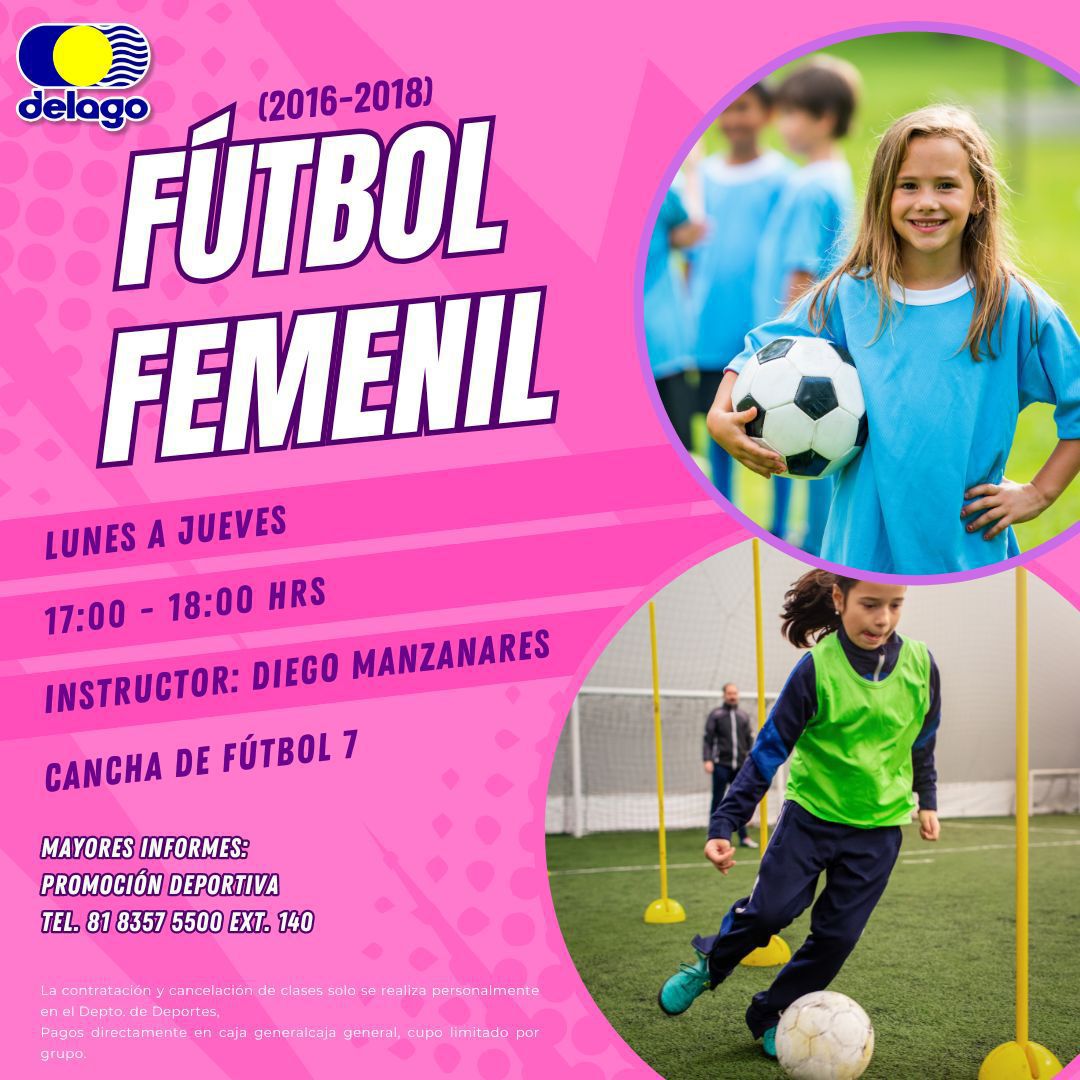 delago
(2016-2018)
FÚTBOL
FEMENIL
LUNES A JUEVES
17:00 - 18:00 HRS
INSTRUCTOR: DIEGO MANZANARES
CANCHA DE FÚTBOL 7
MAYORES INFORMES:
PROMOCIÓN DEPORTIVA
TEL. 81 8357 5500 EXT. 140
La contratación y cancelación de clases solo se realiza personalmente
en el Depto. de Deportes,
Pagos directamente en caja generalcaja general, cupo limitado por
grupo.